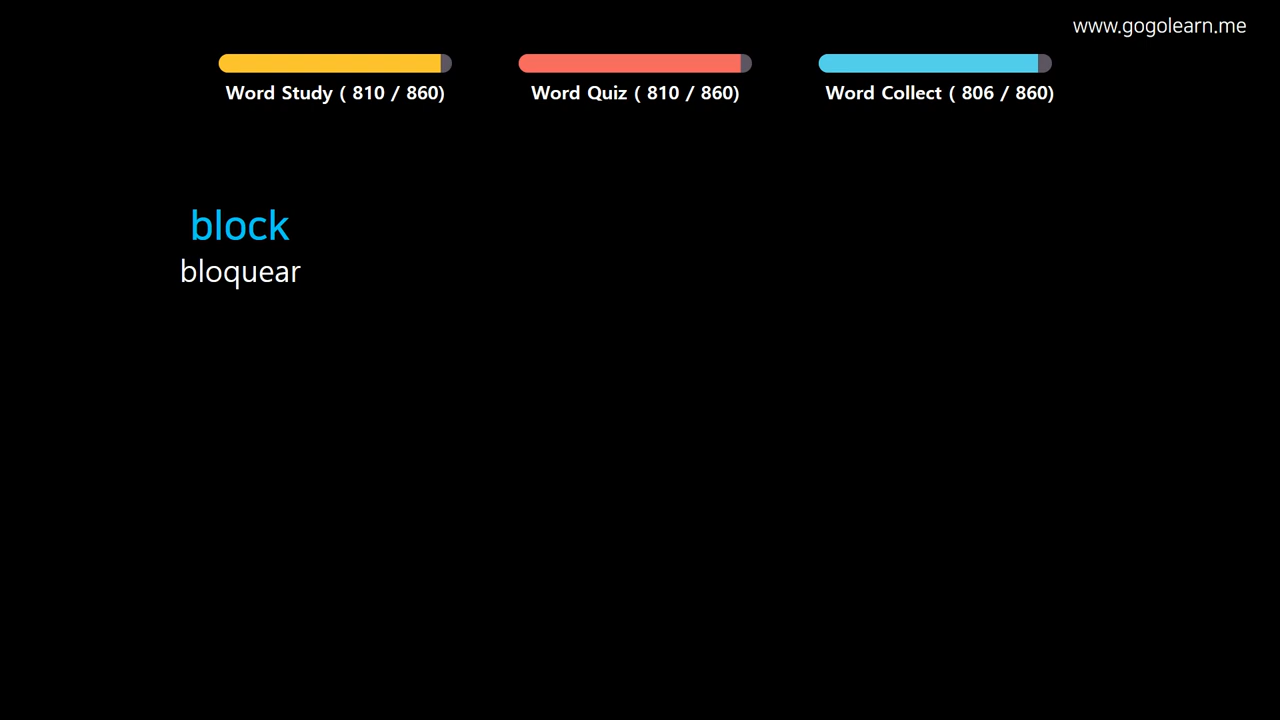 www.gogolearn.me
Word Study ( 810 / 860)
Word Quiz ( 810 / 860)
Word Collect ( 806 / 860)
block
bloquear